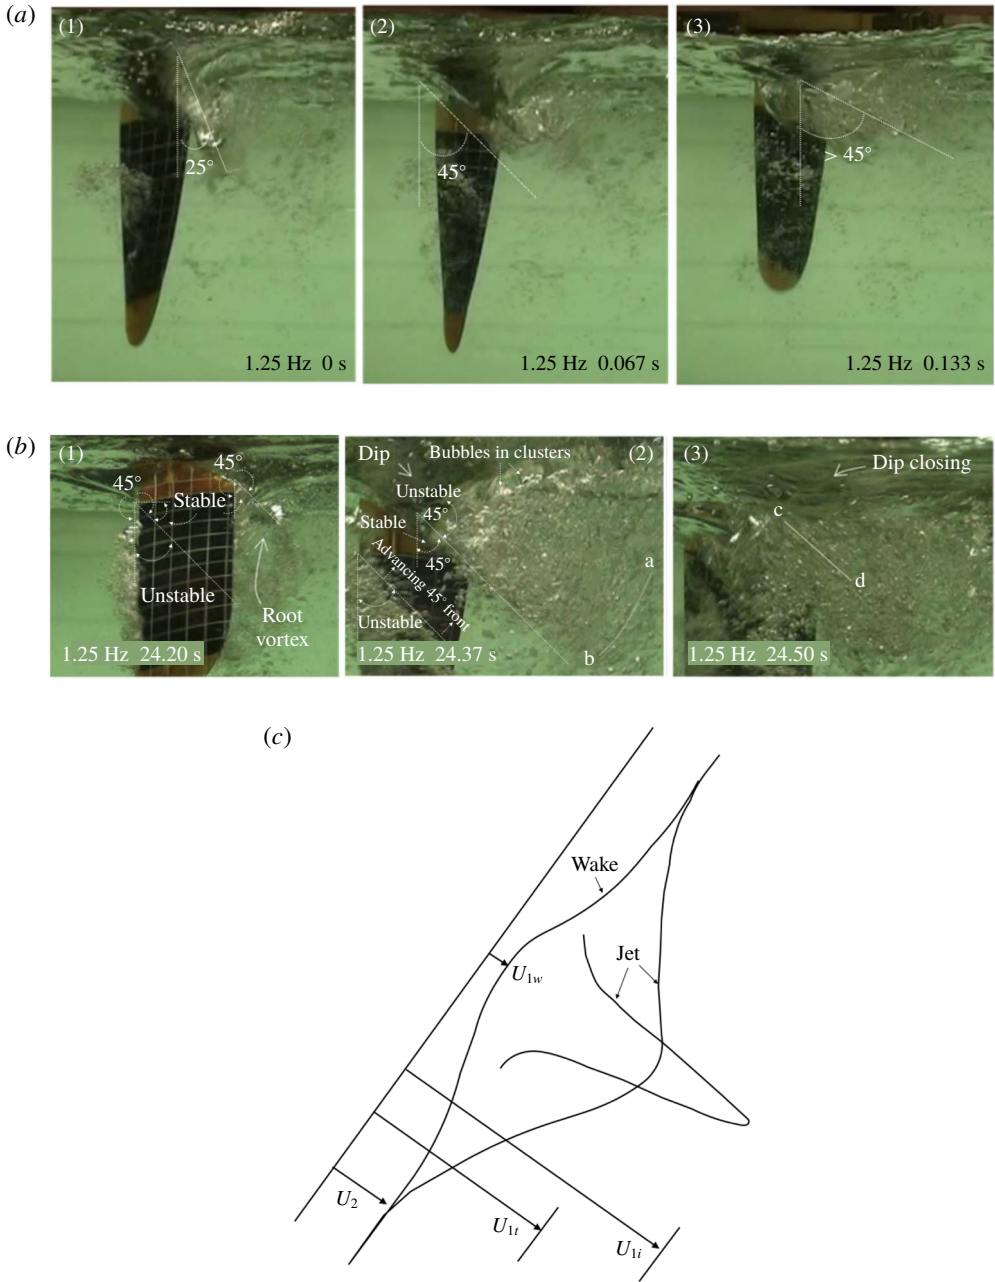 (a)
(1)
25°
1.25 Hz 0 s
(2)
45°
1.25 Hz 0.067 s
(3)
> 45°
1.25 Hz 0.133 s
(b)
(1)
45°
45°
Stable
Unstable
Root
vortex
1.25 Hz 24.20 s
Dip
Bubbles in clusters
(2)
Unstable
Stable
45°
45°
Advancing 45° front
Unstable
a
b
1.25 Hz 24.37 s
(3)
Dip closing
c
d
1.25 Hz 24.50 s
(c)
Wake
Jet
U1w
U2
U1t
U1i